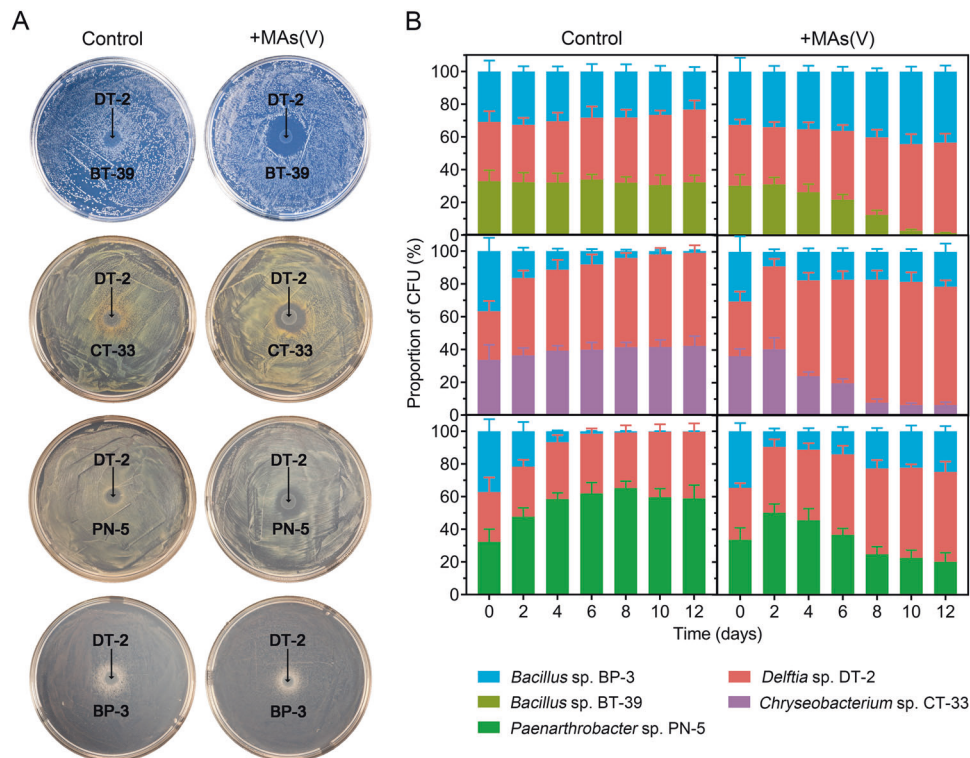 A
Control
+MAs(V)
DT-2
BT-39
DT-2
BT-39
DT-2
CT-33
DT-2
CT-33
DT-2
PN-5
DT-2
PN-5
DT-2
BP-3
DT-2
BP-3
B
Control
+MAs(V)
Proportion of CFU (%)
100
80
60
40
20
0
100
80
60
40
20
0
100
80
60
40
20
0
0 2 4 6 8 10 12
0 2 4 6 8 10 12
Time (days)
Bacillus sp. BP-3
Delftia sp. DT-2
Bacillus sp. BT-39
Chryseobacterium sp. CT-33
Paenarthrobacter sp. PN-5